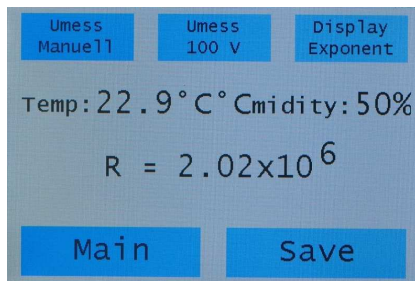 Umess Umess Display
Manuell 100 V Exponent
Temp:22.9°C°Cmidity:50%
R = 2.02x10⁶
Main Save